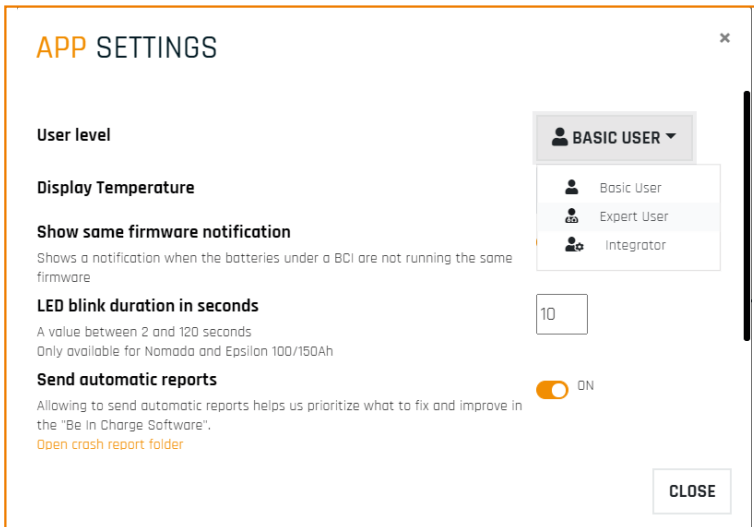 APP SETTINGS
×
User level
BASIC USER
Display Temperature
Basic User
Expert User
Integrator
Show same firmware notification
Shows a notification when the batteries under a BCI are not running the same
firmware
LED blink duration in seconds
10
A value between 2 and 120 seconds
Only available for Nomada and Epsilon 100/150Ah
Send automatic reports
ON
Allowing to send automatic reports helps us prioritize what to fix and improve in
the "Be In Charge Software".
Open crash report folder
CLOSE